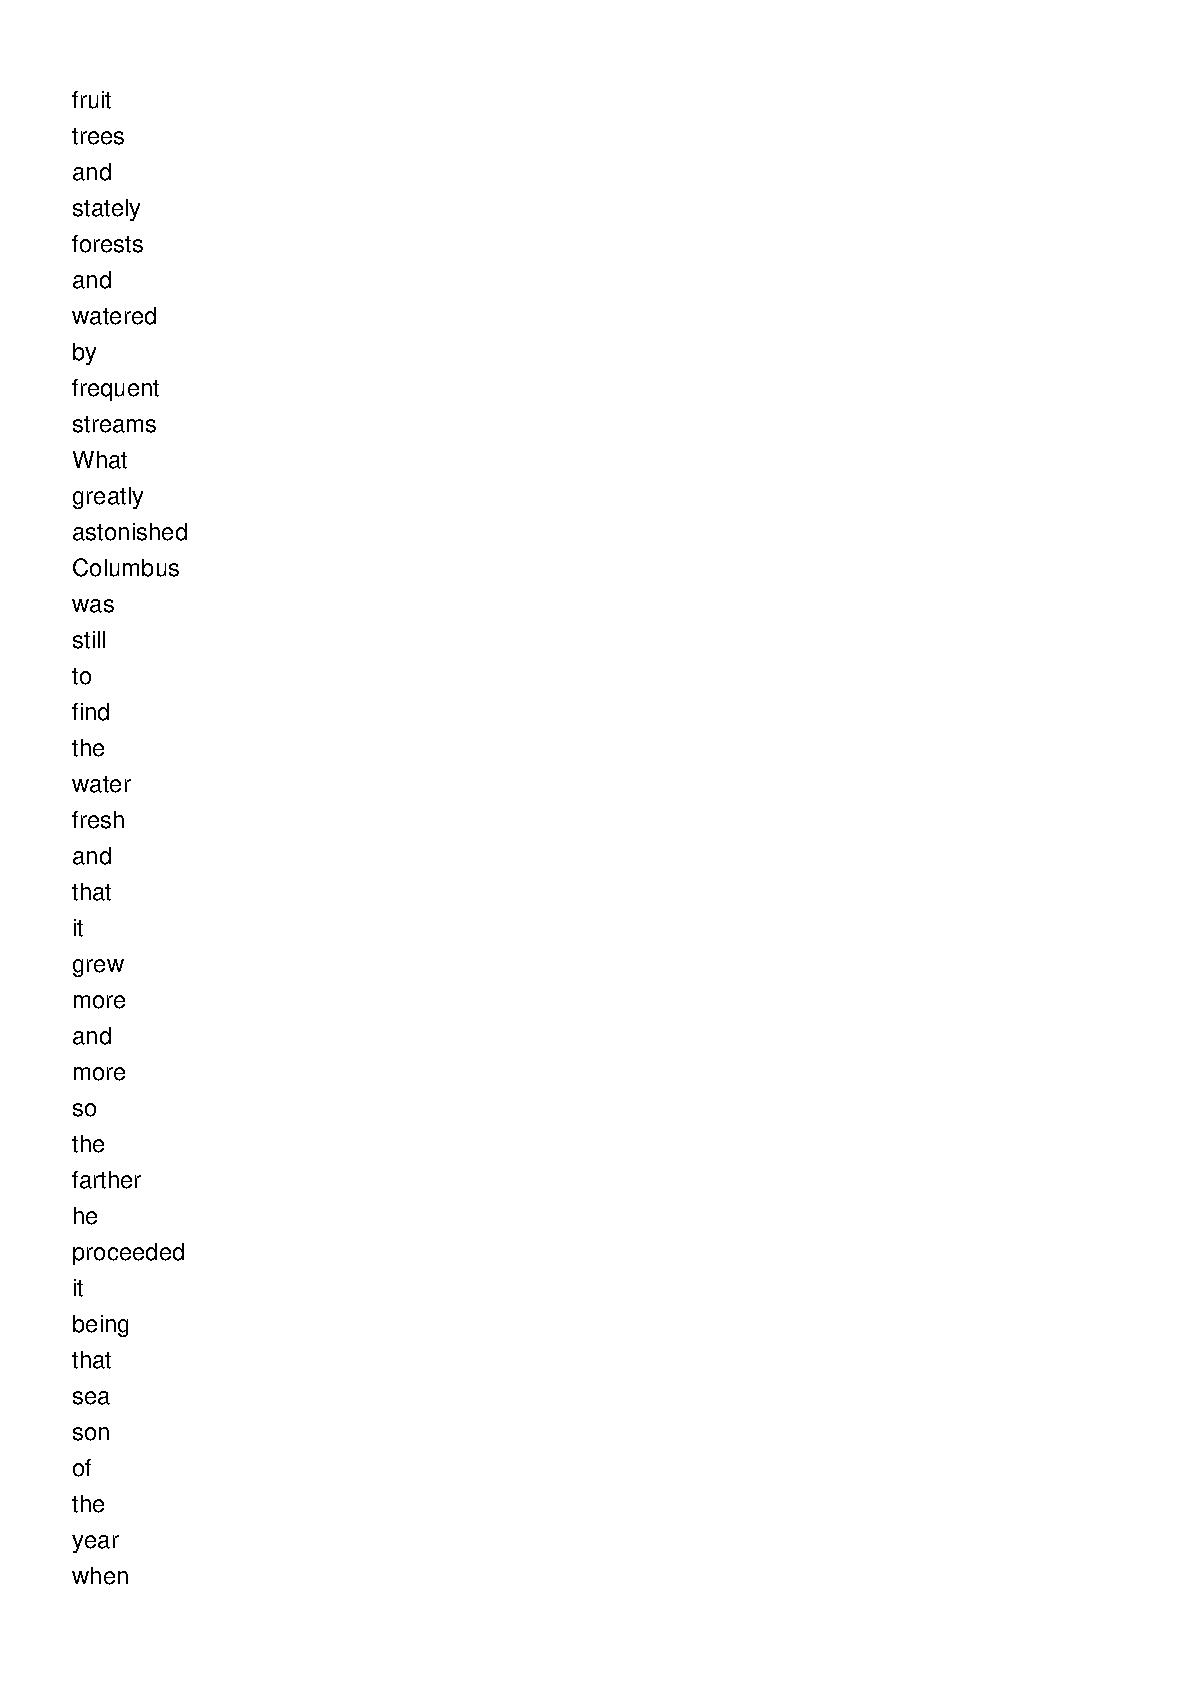 fruit
trees
and
stately
forests
and
watered
by
frequent
streams
What
greatly
astonished
Columbus
was
still
to
find
the
water
fresh
and
that
it
grew
more
and
more
so
the
farther
he
proceeded
it
being
that
sea
son
of
the
year
when